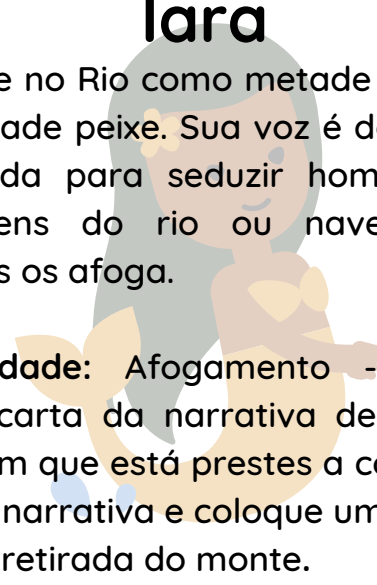 Iara
e no Rio como metade
ade peixe. Sua voz é d
da para seduzir hom
ens do rio ou nave
s os afoga.
dade: Afogamento -
carta da narrativa de
m que está prestes a c
narrativa e coloque um
retirada do monte.